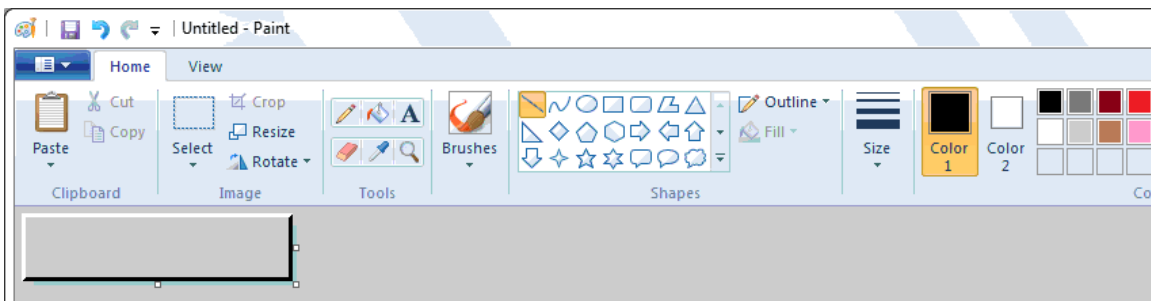 Untitled - Paint
Home View
Cut
Copy
Paste
Clipboard
Crop
Resize
Rotate
Select
Image
A
Tools
Brushes
Outline
Fill
Shapes
Size
Color
1
Color
2
Co